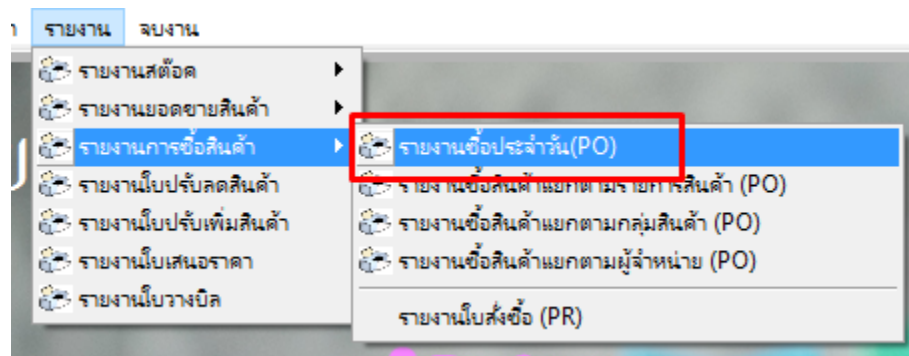 รายงาน จบงาน
รายงานสต๊อค
รายงานยอดขายสินค้า
รายงานการซื้อสินค้า
รายงานใบปรับลดสินค้า
รายงานใบปรับเพิ่มสินค้า
รายงานใบเสนอราคา
รายงานใบวางบิล
รายงานซื้อประจำวัน(PO)
รายงานซื้อสินค้าแยกตามรายการสินค้า (PO)
รายงานซื้อสินค้าแยกตามกลุ่มสินค้า (PO)
รายงานซื้อสินค้าแยกตามผู้จำหน่าย (PO)
รายงานใบสั่งซื้อ (PR)